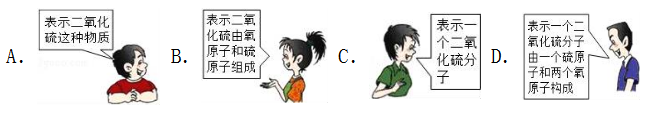 A.
表示二氧化
硫这种物质
B.
表示二氧
化硫由氧
原子和硫
原子组成
C.
表示一
个二氧
化硫分
子
D.
表示一个二
氧化硫分子
由一个硫原
子和两个氧
原子构成